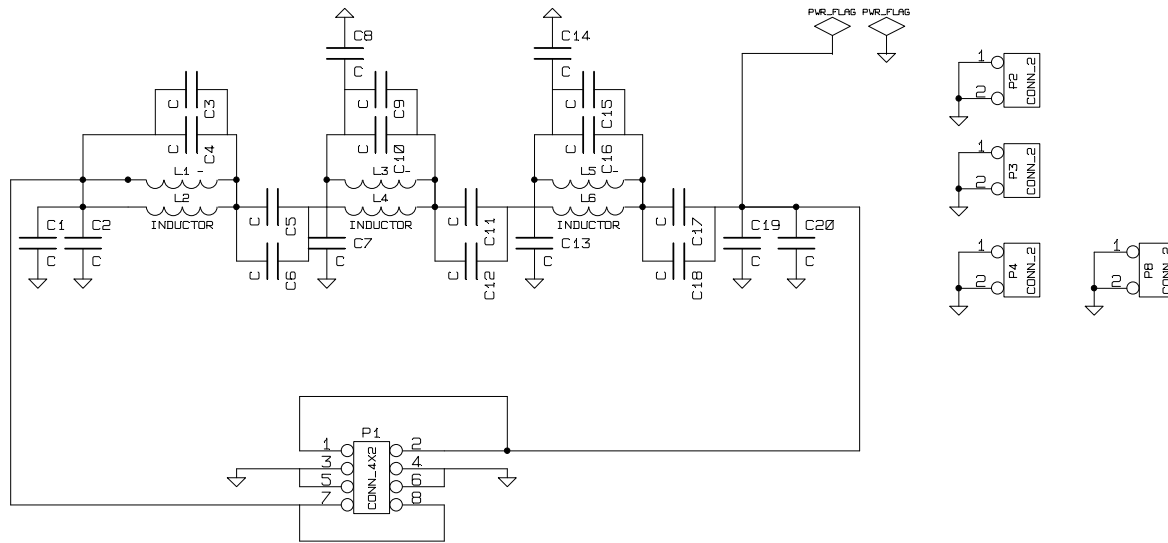 PWR_FLAG PWR_FLAG
C8
C
C14
C
1
2
P2
CONN_2
C
C3
C
C4
C
C9
C
C10
C
C15
C
C16
1
2
P3
CONN_2
L1
L2
INDUCTOR
L3
L4
INDUCTOR
L5
L6
INDUCTOR
C1
C
C2
C
C
C5
C
C6
C7
C
C
C11
C
C12
C13
C
C
C17
C
C18
C19
C
C20
C
1
2
P4
CONN_2
1
2
P8
CONN_2
P1
CONN_4X2
1
2
3
4
5
6
7
8